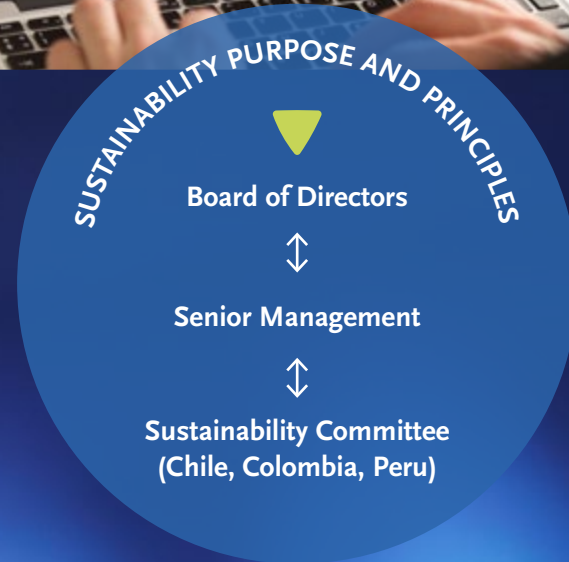 SUSTAINABILITY PURPOSE AND PRINCIPLES
Board of Directors
Senior Management
Sustainability Committee
(Chile, Colombia, Peru)